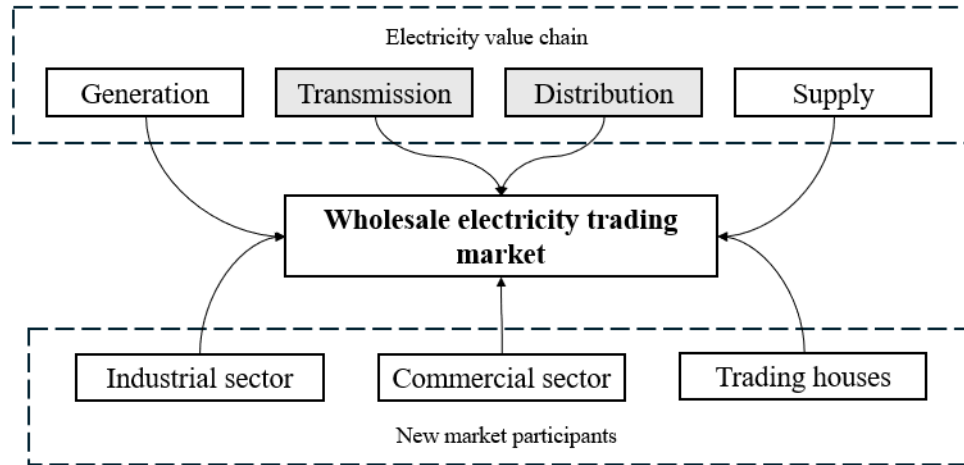 Electricity value chain
Generation
Transmission
Distribution
Supply
Wholesale electricity trading
market
Industrial sector
Commercial sector
Trading houses
New market participants